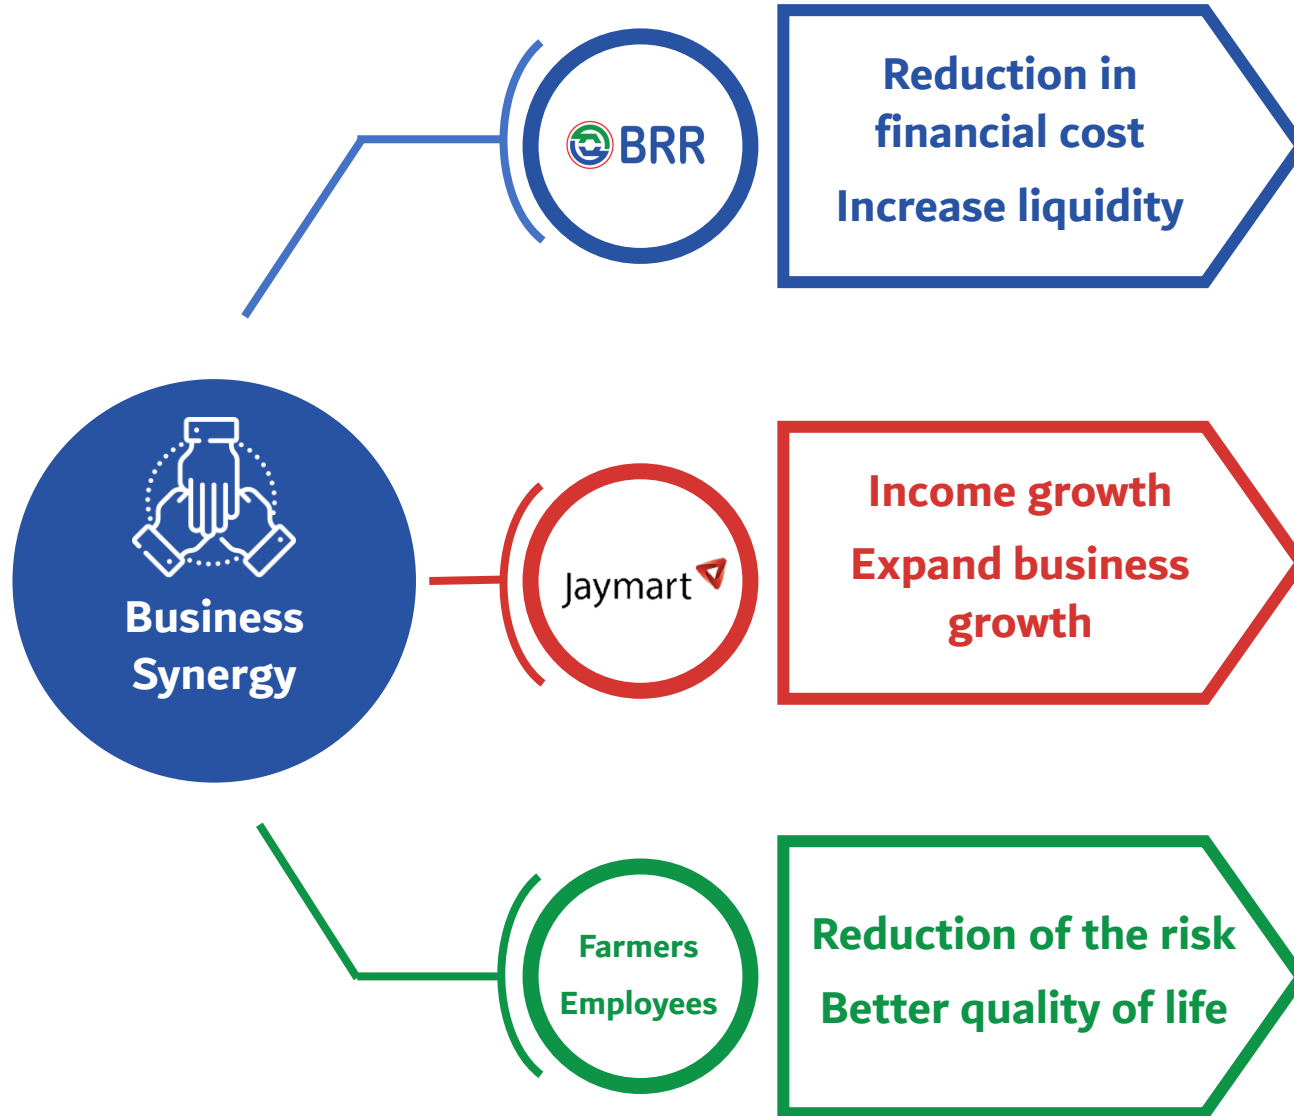 BRR
Reduction in
financial cost
Increase liquidity
Business
Synergy
Jaymart
Income growth
Expand business
growth
Farmers
Employees
Reduction of the risk
Better quality of life